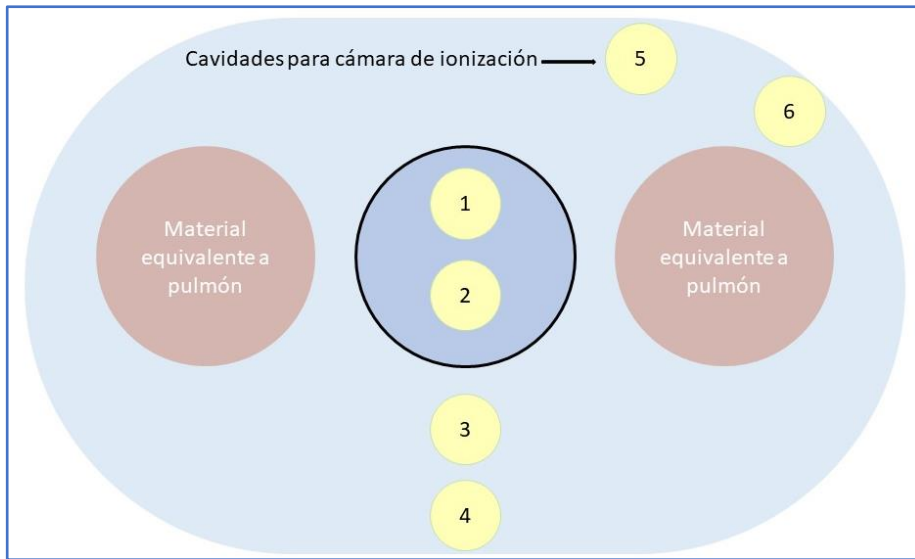 Cavidades para cámara de ionización
5
6
1
Material
equivalente a
pulmón
Material
equivalente a
pulmón
2
3
4